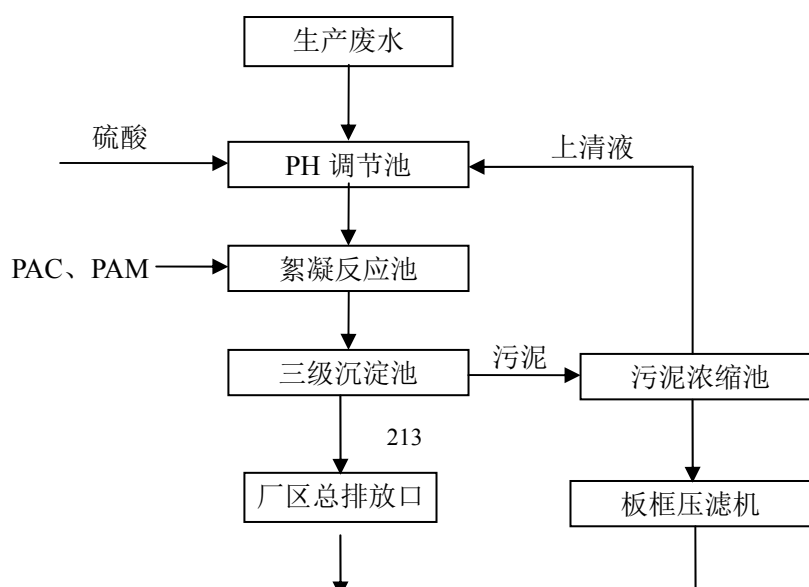 生产废水
硫酸
上清液
PH 调节池
PAC、PAM
絮凝反应池
三级沉淀池
污泥
污泥浓缩池
213
厂区总排放口
板框压滤机